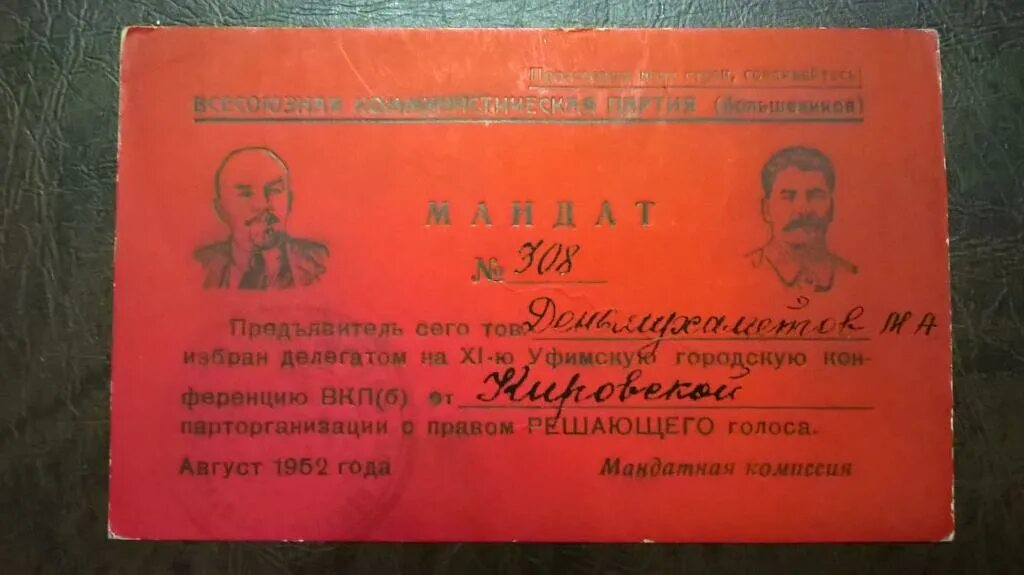 Пролетарии всех стран, соединяйтесь!
ВСЕСОЮЗНАЯ КОММУНИСТИЧЕСКАЯ ПАРТИЯ (большевиков)
МАНДАТ
№ 308
Предъявитель сего тов. Деньмухаметов М А
избран делегатом на XI-ю Уфимскую городскую кон-
ференцию ВКП(б) от Кировской
парторганизации с правом РЕШАЮЩЕГО голоса.
Август 1952 года Мандатная комиссия